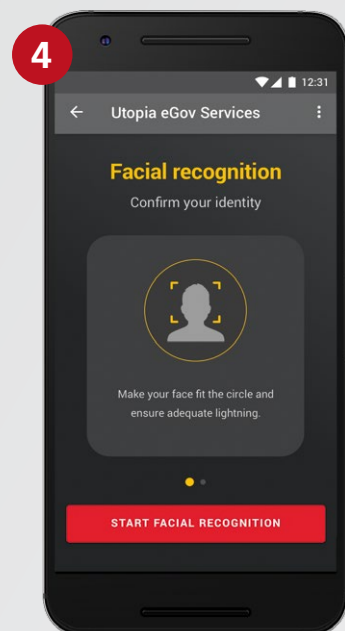 4
12:31
Utopia eGov Services
Facial recognition
Confirm your identity
Make your face fit the circle and
ensure adequate lightning.
START FACIAL RECOGNITION